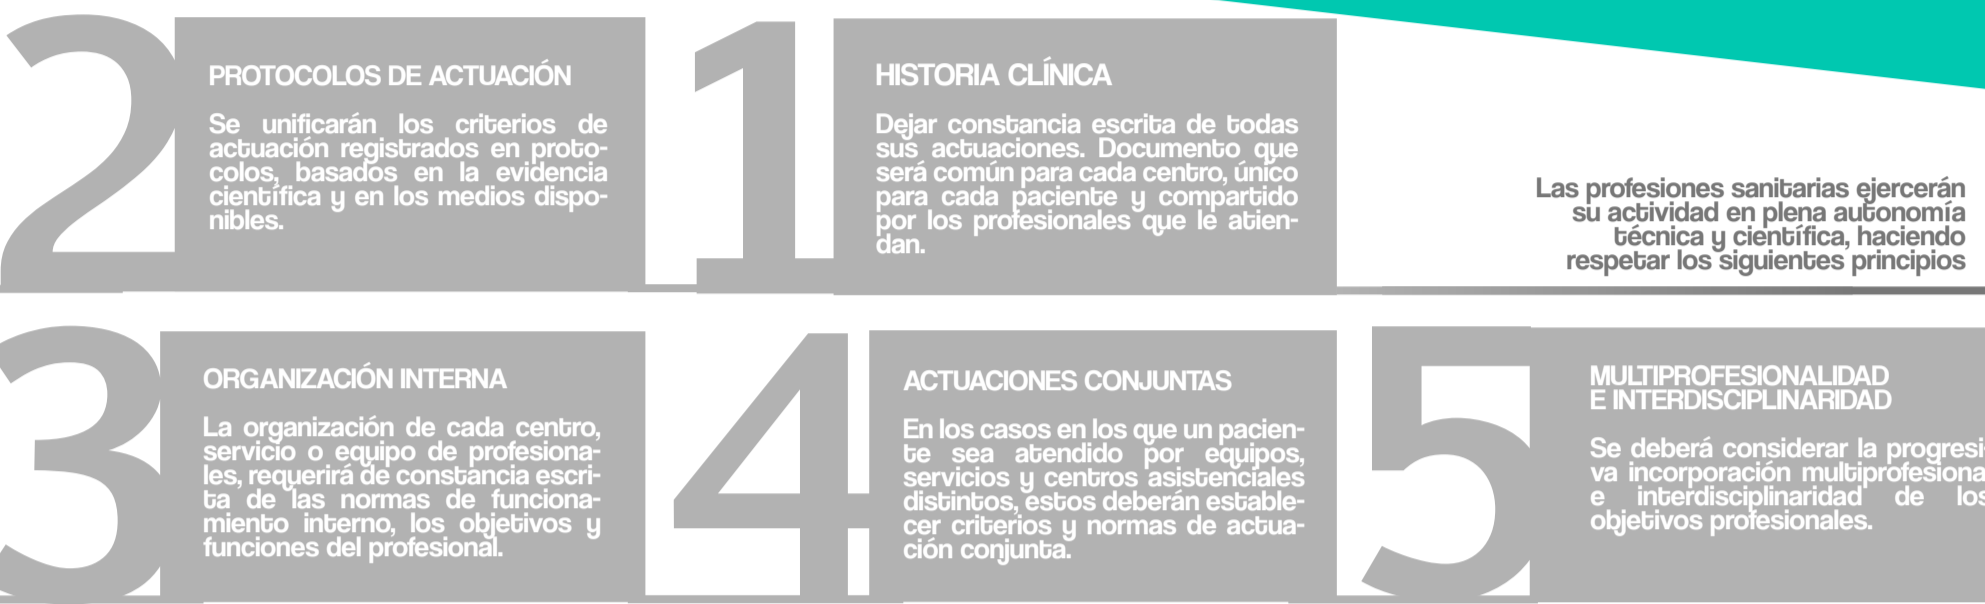 Las profesiones sanitarias ejercerán
su actividad en plena autonomía
técnica y científica, haciendo
respetar los siguientes principios
1
HISTORIA CLÍNICA
Dejar constancia escrita de todas
sus actuaciones. Documento que
será común para cada centro, único
para cada paciente y compartido
por los profesionales que le atien-
dan.
2
PROTOCOLOS DE ACTUACIÓN
Se unificarán los criterios de
actuación registrados en proto-
colos, basados en la evidencia
científica y en los medios dispo-
nibles.
3
ORGANIZACIÓN INTERNA
La organización de cada centro,
servicio o equipo de profesiona-
les, requerirá de constancia escri-
ta de las normas de funciona-
miento interno, los objetivos y
funciones del profesional.
4
ACTUACIONES CONJUNTAS
En los casos en los que un pacien-
te sea atendido por equipos,
servicios y centros asistenciales
distintos, estos deberán estable-
cer criterios y normas de actua-
ción conjunta.
5
MULTIPROFESIONALIDAD
E INTERDISCIPLINARIDAD
Se deberá considerar la progresi-
va incorporación multiprofesiona
e interdisciplinaridad de los
objetivos profesionales.